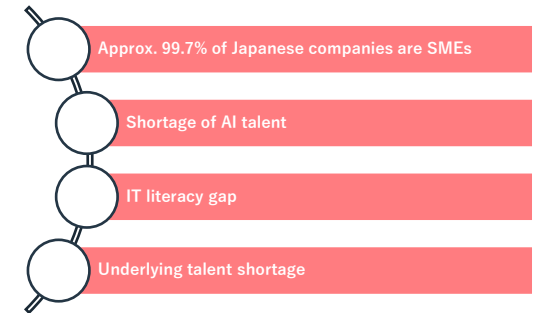 Approx. 99.7% of Japanese companies are SMEs
Shortage of AI talent
IT literacy gap
Underlying talent shortage